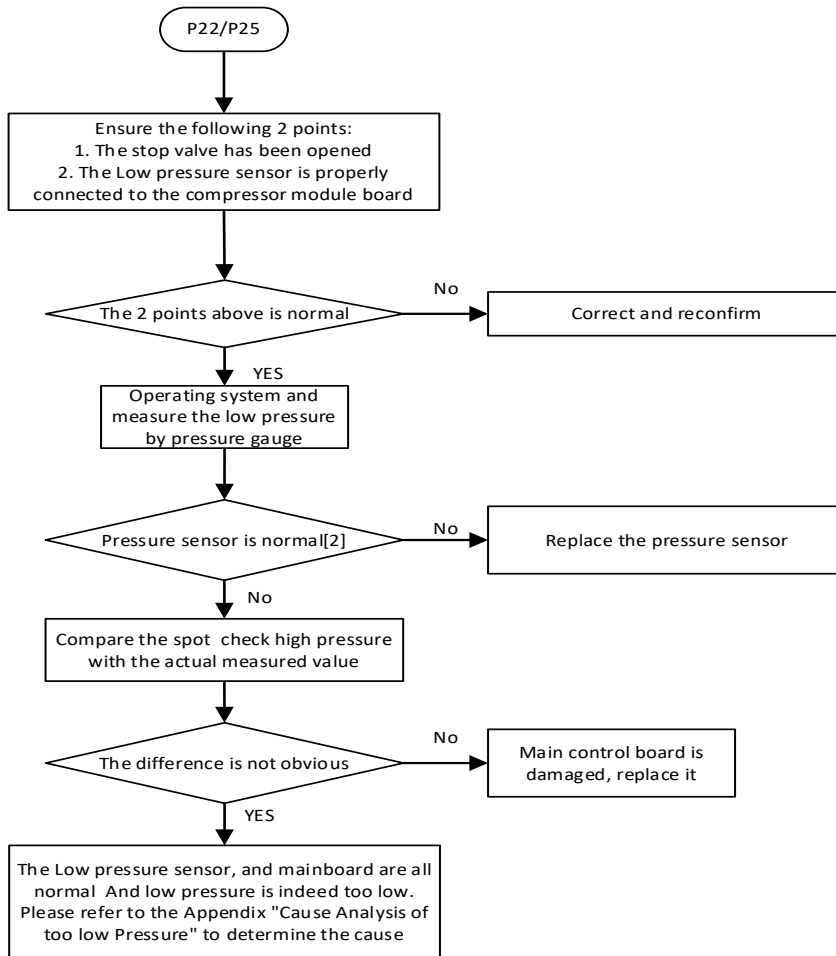 P22/P25
Ensure the following 2 points:
1. The stop valve has been opened
2. The Low pressure sensor is properly
connected to the compressor module board
The 2 points above is normal
No
Correct and reconfirm
YES
Operating system and
measure the low pressure
by pressure gauge
Pressure sensor is normal[2]
No
Replace the pressure sensor
No
Compare the spot check high pressure
with the actual measured value
The difference is not obvious
No
Main control board is
damaged, replace it
YES
The Low pressure sensor, and mainboard are all
normal And low pressure is indeed too low.
Please refer to the Appendix "Cause Analysis of
too low Pressure" to determine the cause